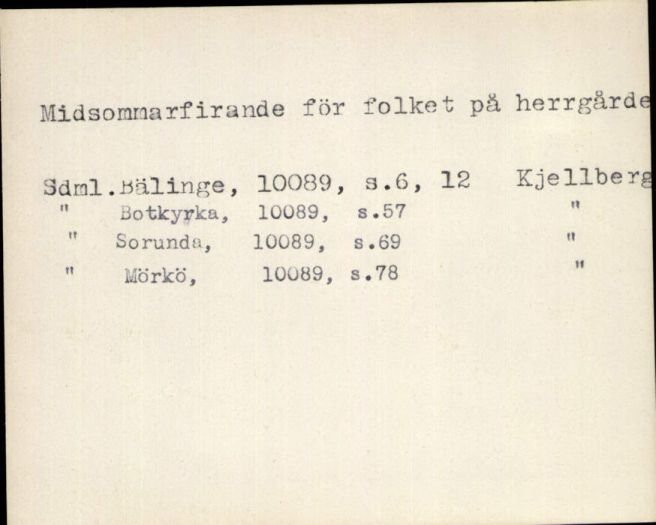 Midsommarfirande för folket på herrgårde
Sdml. Bälinge, 10089, s.6, 12 Kjellberg
" Botkyrka, 10089, s.57 "
" Sorunda, 10089, s.69 "
" Mörkö, 10089, s.78 "